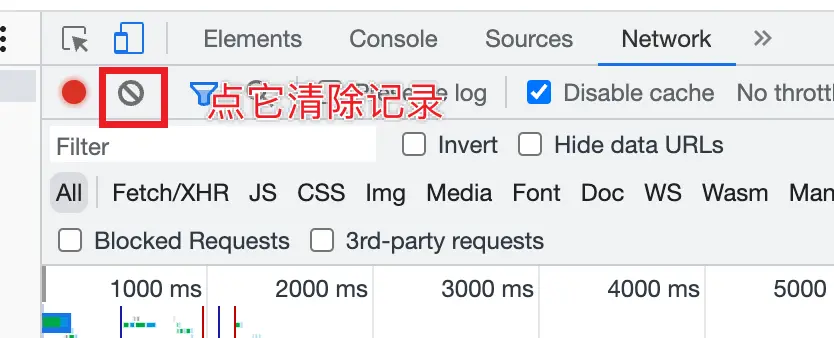 Elements Console Sources Network
点它清除记录 log Disable cache No thrott
Filter Invert Hide data URLs
All Fetch/XHR JS CSS Img Media Font Doc WS Wasm Man
Blocked Requests 3rd-party requests
1000 ms 2000 ms 3000 ms 4000 ms 5000